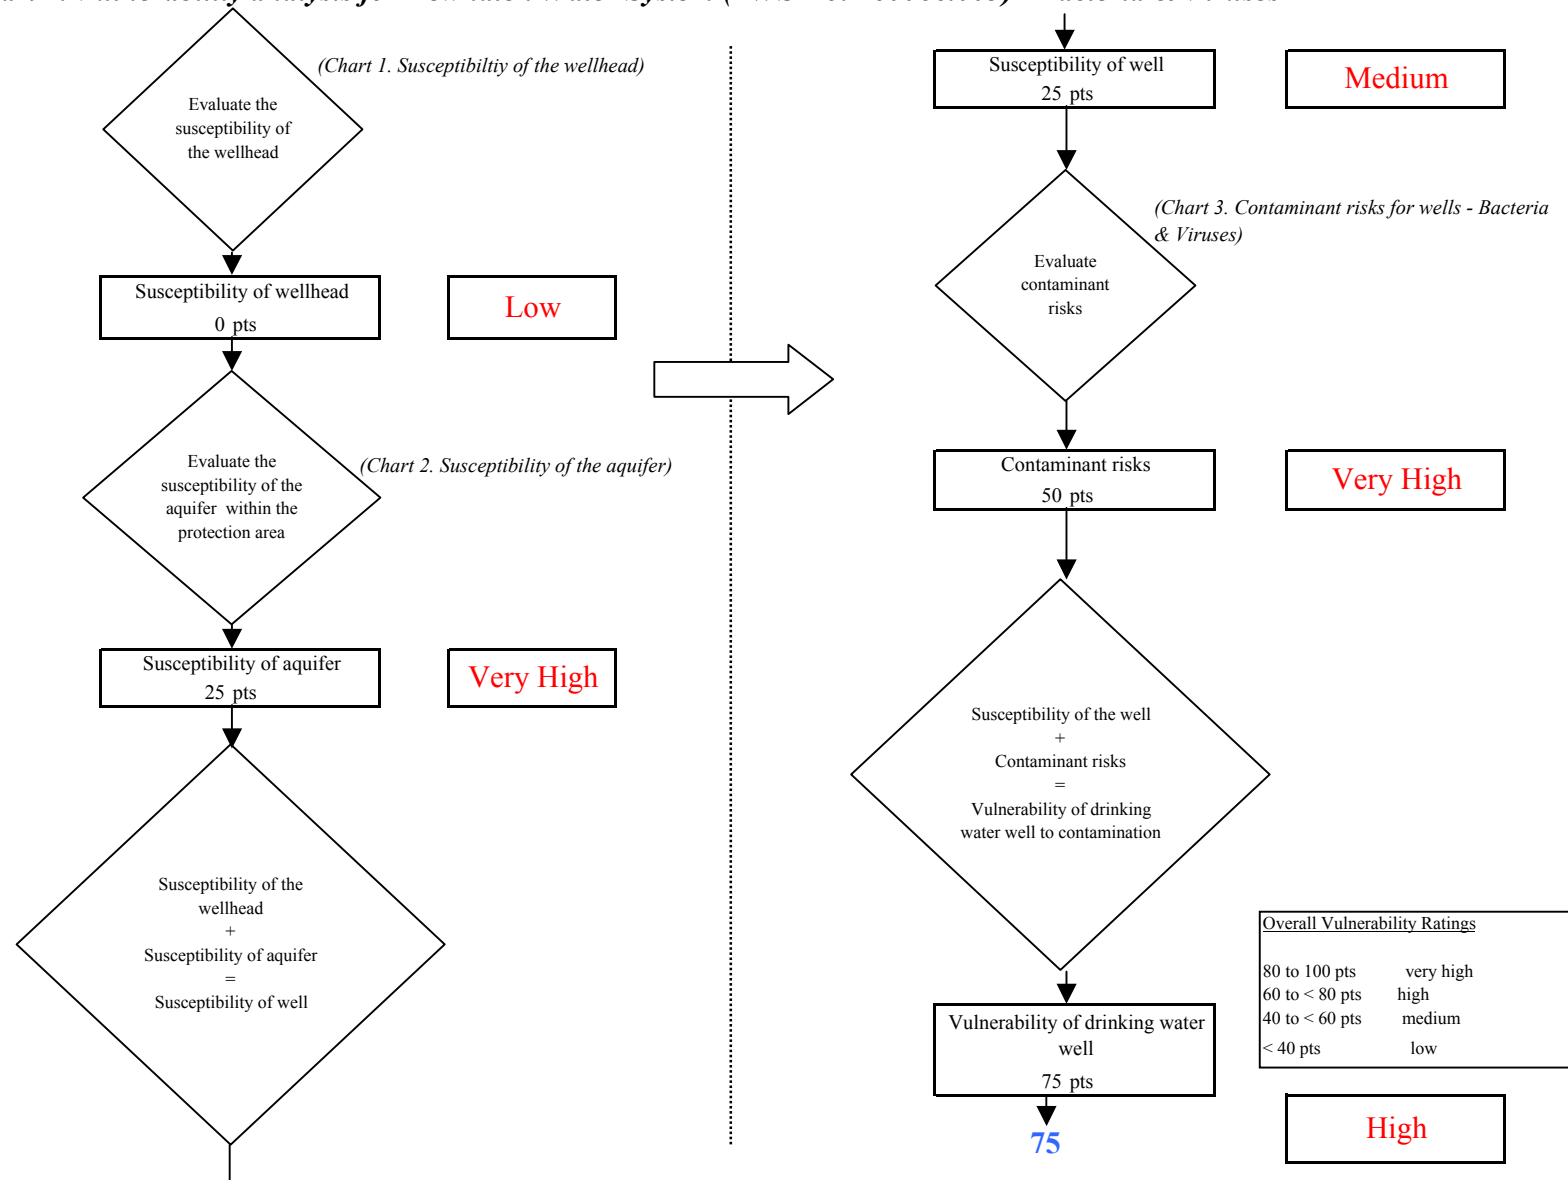 (Chart 1. Susceptibiltiy of the wellhead)
Evaluate the
susceptibility of
the wellhead
Susceptibility of wellhead
0 pts
Low
Evaluate the
susceptibility of the
aquifer within the
protection area
(Chart 2. Susceptibility of the aquifer)
Susceptibility of aquifer
25 pts
Very High
Susceptibility of the
wellhead
+
Susceptibility of aquifer
=
Susceptibility of well
Susceptibility of well
25 pts
Medium
(Chart 3. Contaminant risks for wells - Bacteria
& Viruses)
Evaluate
contaminant
risks
Contaminant risks
50 pts
Very High
Susceptibility of the well
+
Contaminant risks
=
Vulnerability of drinking
water well to contamination
Overall Vulnerability Ratings
80 to 100 pts very high
60 to < 80 pts high
40 to < 60 pts medium
< 40 pts low
Vulnerability of drinking water
well
75 pts
75
High